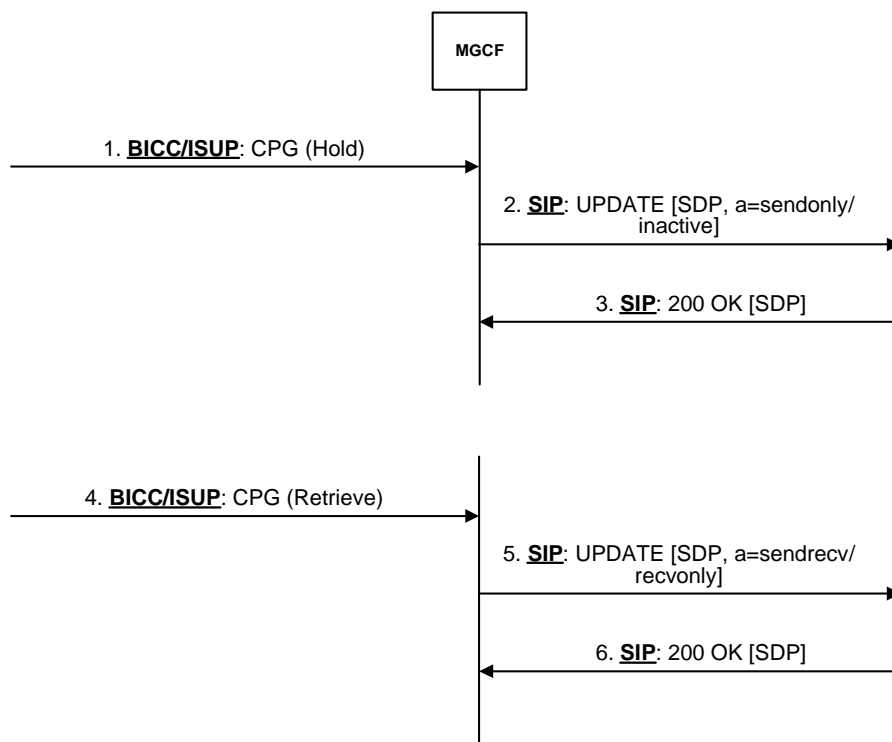 MGCF
1. BICC/ISUP: CPG (Hold)
2. SIP: UPDATE [SDP, a=sendonly/
inactive]
3. SIP: 200 OK [SDP]
4. BICC/ISUP: CPG (Retrieve)
5. SIP: UPDATE [SDP, a=sendrecv/
recvonly]
6. SIP: 200 OK [SDP]